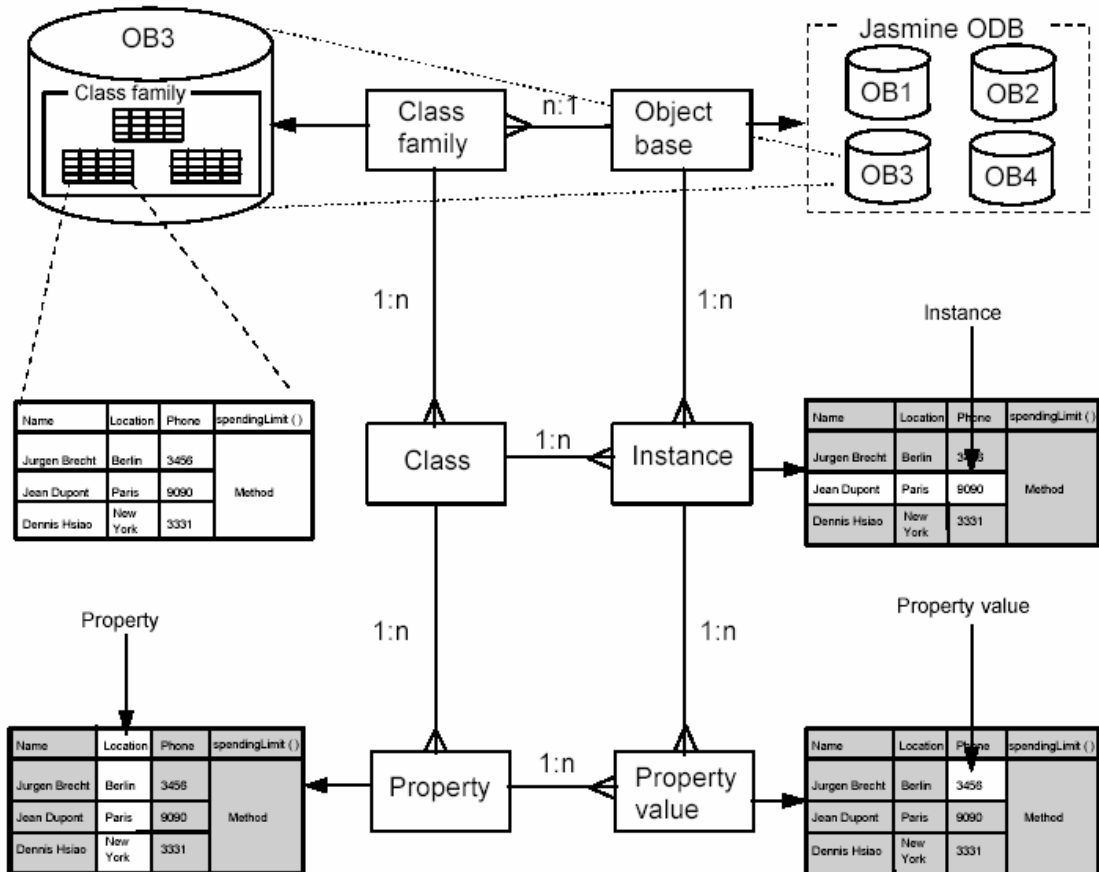 OB3
Jasmine ODB
Class family
OB1
OB2
OB3
OB4
Class
family
n:1
Object
base
1:n
1:n
Instance
Name Location Phone spendingLimit ( )
Jurgen Brecht Berlin 3456
Jean Dupont Paris 9090 Method
Dennis Hsiao New
York 3331
Class
1:n
Instance
Name Location Phone spendingLimit ( )
Jurgen Brecht Berlin 3456
Jean Dupont Paris 9090 Method
Dennis Hsiao New
York 3331
Property
1:n
1:n
Property value
Name Location Phone spendingLimit ( )
Jurgen Brecht Berlin 3456
Jean Dupont Paris 9090 Method
Dennis Hsiao New
York 3331
Property
1:n
Property
value
Name Location Phone spendingLimit ( )
Jurgen Brecht Berlin 3456
Jean Dupont Paris 9090 Method
Dennis Hsiao New
York 3331